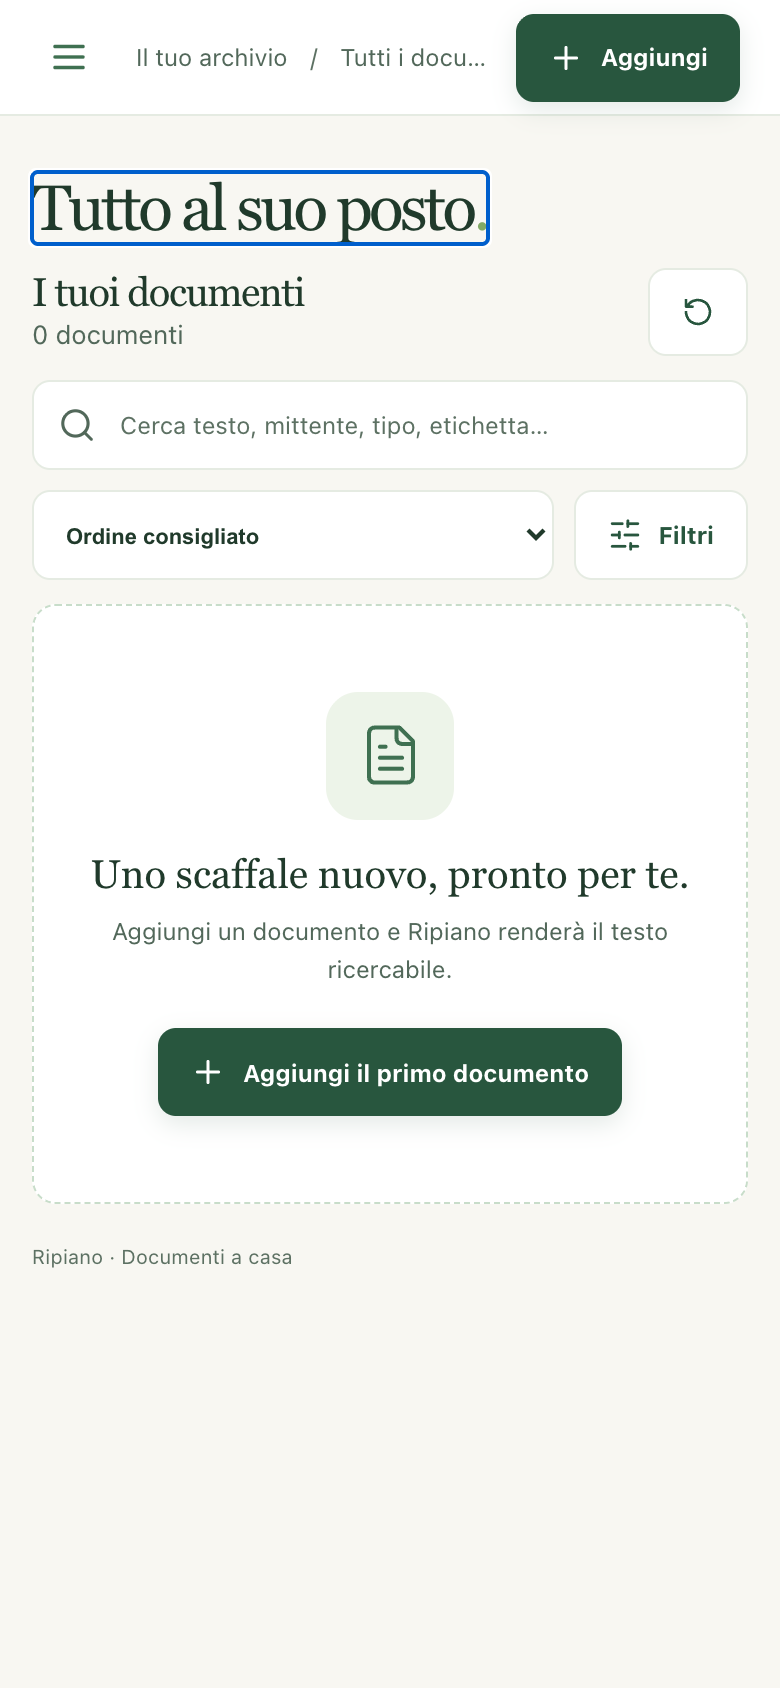 Il tuo archivio / Tutti i docu...
Aggiungi
Tutto al suo posto.
I tuoi documenti
0 documenti
Cerca testo, mittente, tipo, etichetta...
Ordine consigliato
Filtri
Uno scaffale nuovo, pronto per te.
Aggiungi un documento e Ripiano renderà il testo
ricercabile.
Aggiungi il primo documento
Ripiano · Documenti a casa